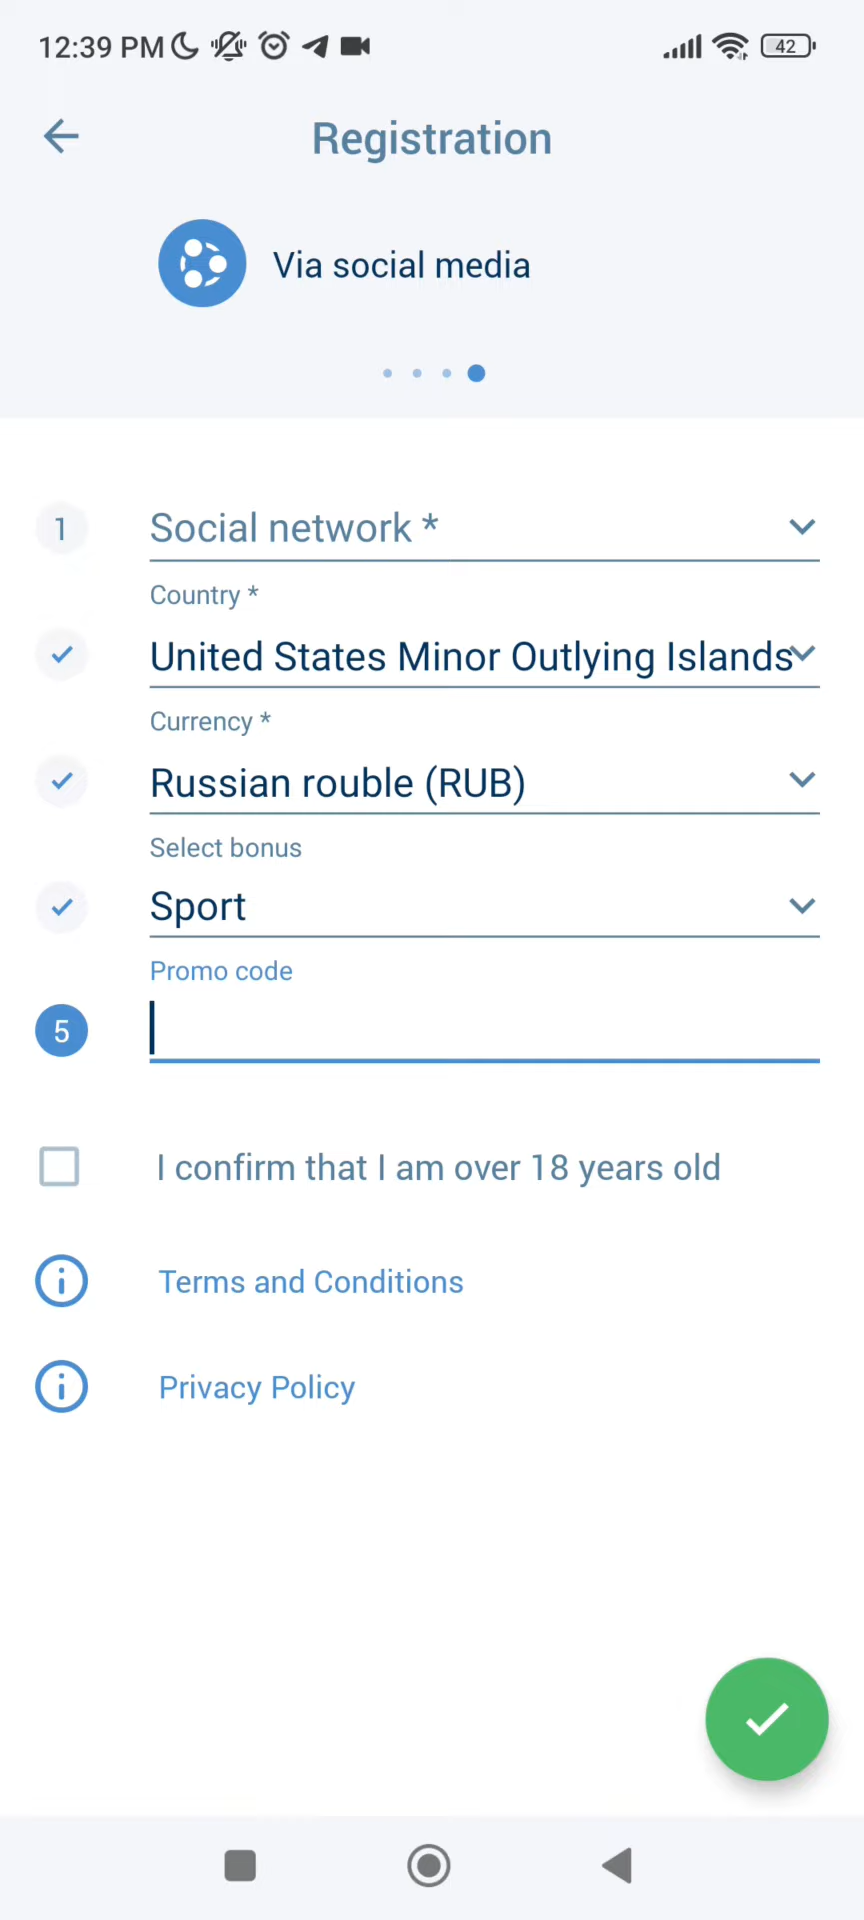 12:39 PM
42
Registration
Via social media
1
Social network *
Country *
United States Minor Outlying Islands
Currency *
Russian rouble (RUB)
Select bonus
Sport
Promo code
5
I confirm that I am over 18 years old
Terms and Conditions
Privacy Policy